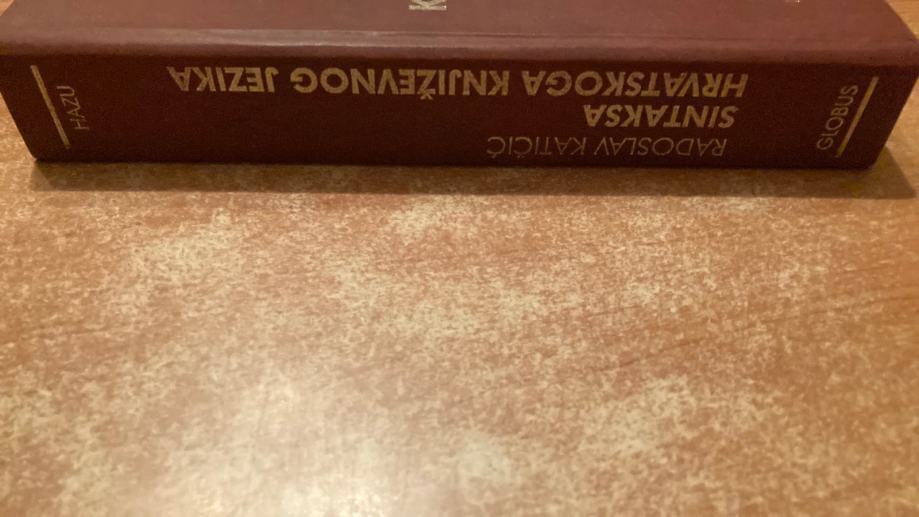 RADOSLAV KATIČIĆ
SINTAKSA
HRVATSKOGA KNJIŽEVNOG JEZIKA
GLOBUS
HAZU